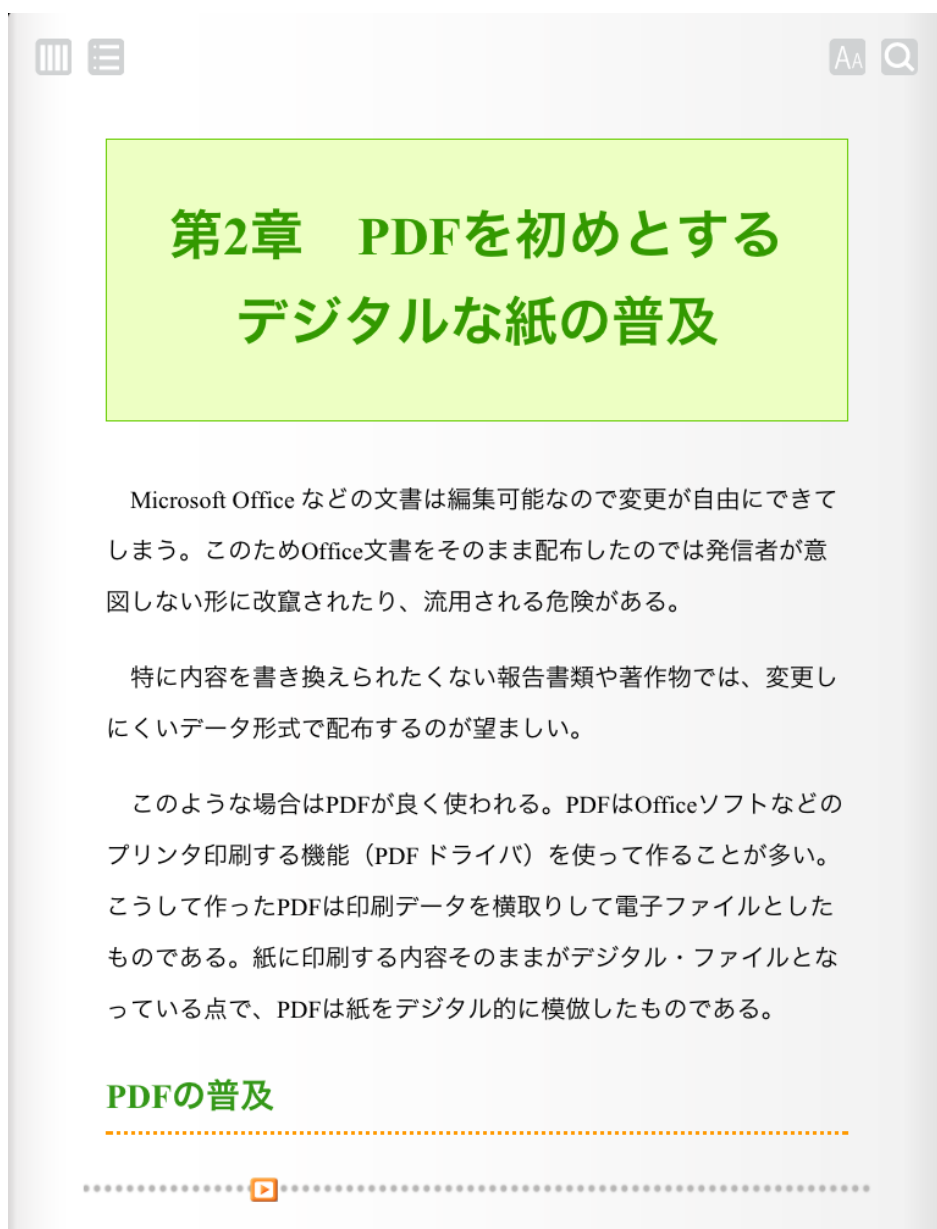 AA
第2章　PDFを初めとする
デジタルな紙の普及
Microsoft Office などの文書は編集可能なので変更が自由にできて
しまう。このためOffice文書をそのまま配布したのでは発信者が意
図しない形に改竄されたり、流用される危険がある。
特に内容を書き換えられたくない報告書類や著作物では、変更し
にくいデータ形式で配布するのが望ましい。
このような場合はPDFが良く使われる。PDFはOfficeソフトなどの
プリンタ印刷する機能（PDF ドライバ）を使って作ることが多い。
こうして作ったPDFは印刷データを横取りして電子ファイルとした
ものである。紙に印刷する内容そのままがデジタル・ファイルとな
っている点で、PDFは紙をデジタル的に模倣したものである。
PDFの普及